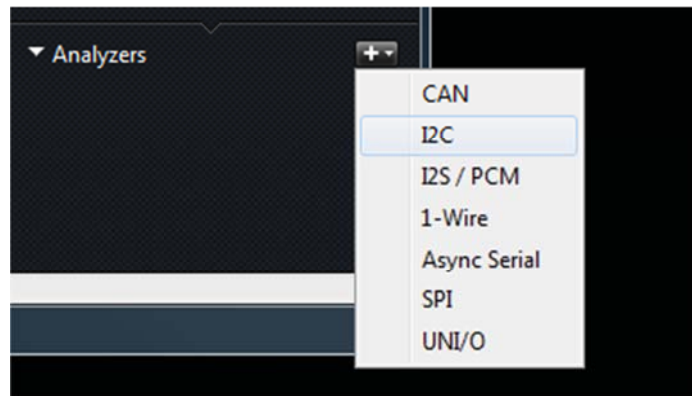 Analyzers
CAN
I2C
I2S / PCM
1-Wire
Async Serial
SPI
UNI/O